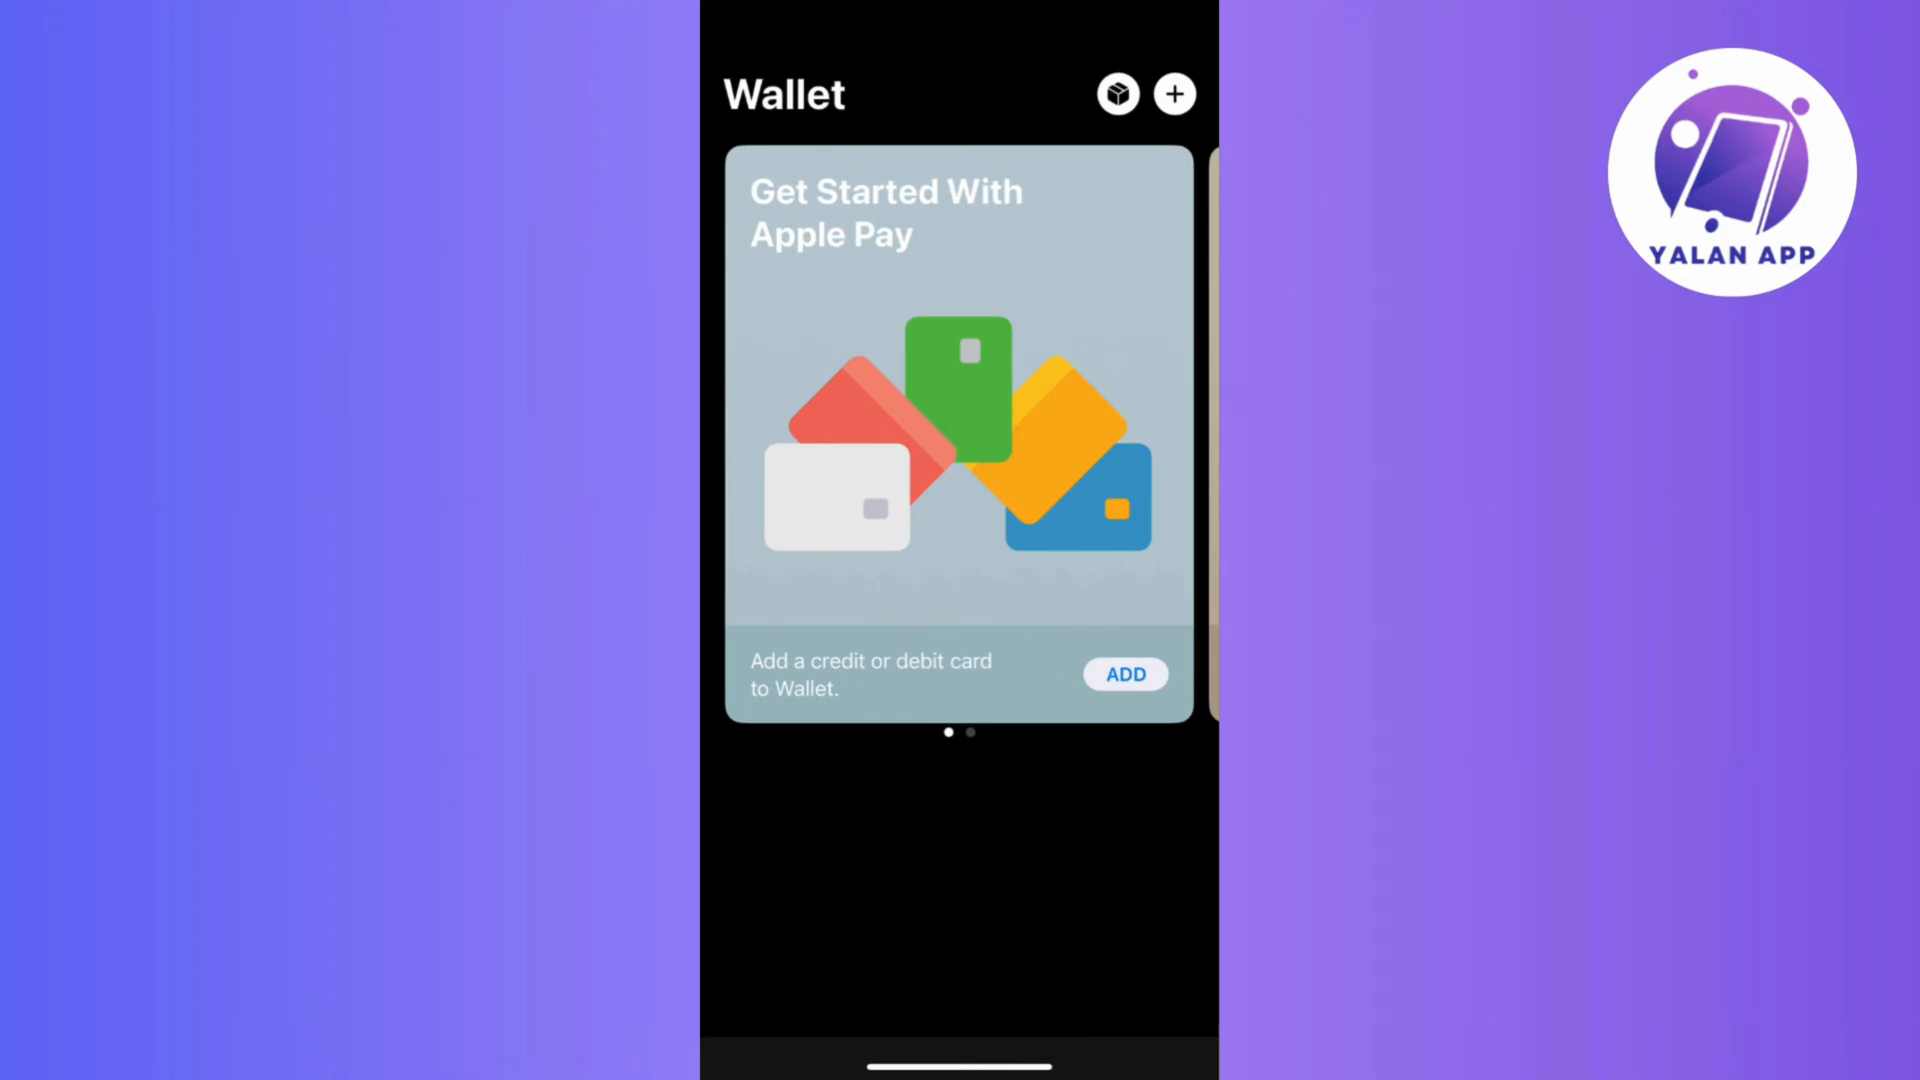 Wallet
Get Started With
Apple Pay
Add a credit or debit card
to Wallet.
ADD
YALAN APP